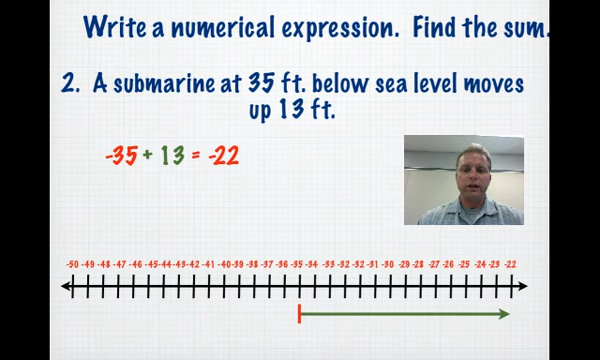 Write a numerical expression. Find the sum.
2. A submarine at 35 ft. below sea level moves
up 13 ft.
-35 + 13 = -22
-50 -49 -48 -47 -46 -45 -44 -43 -42 -41 -40 -39 -38 -37 -36 -35 -34 -33 -32 -32 -31 -30 -29 -28 -27 -26 -25 -24 -23 -22